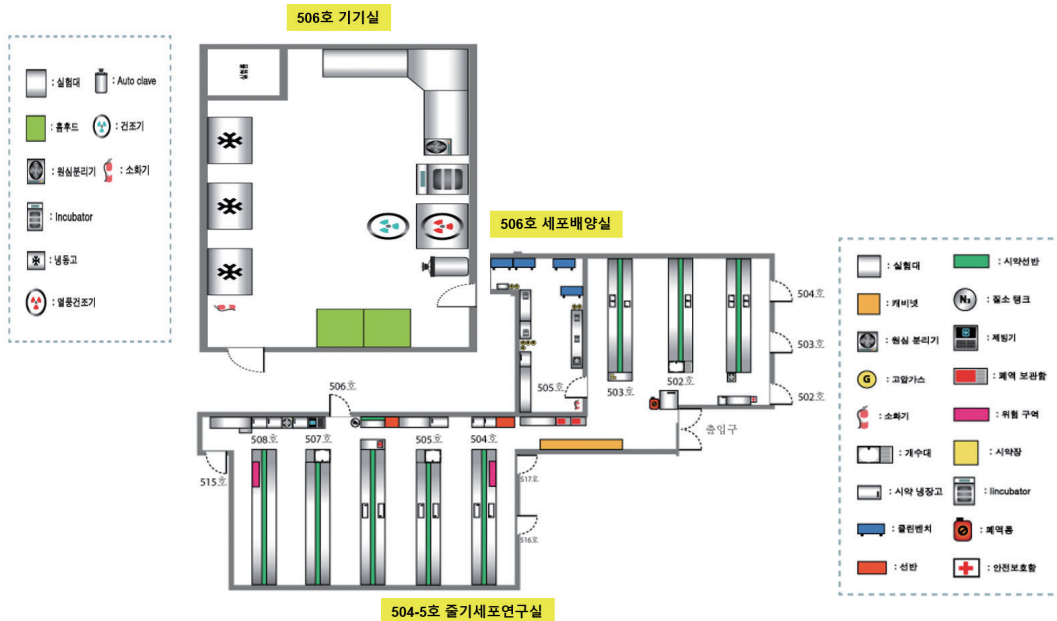 506호 기기실
: 실험대
: Auto clave
: 흄후드
: 건조기
: 원심분리기
: 소화기
: Incubator
: 냉동고
: 열풍건조기
506호 세포배양실
: 실험대
: 시약선반
: 캐비넷
N₂
: 질소 탱크
: 원심 분리기
: 제빙기
G
: 고압가스
: 폐액 보관함
: 소화기
: 위험 구역
: 개수대
: 시약장
: 시약 냉장고
: Iincubator
: 클린벤치
: 폐액통
: 선반
: 안전보호함
504호
503호
502호
505호
503호
502호
출입구
506호
508호
507호
505호
504호
515호
517호
516호
504-5호 줄기세포연구실